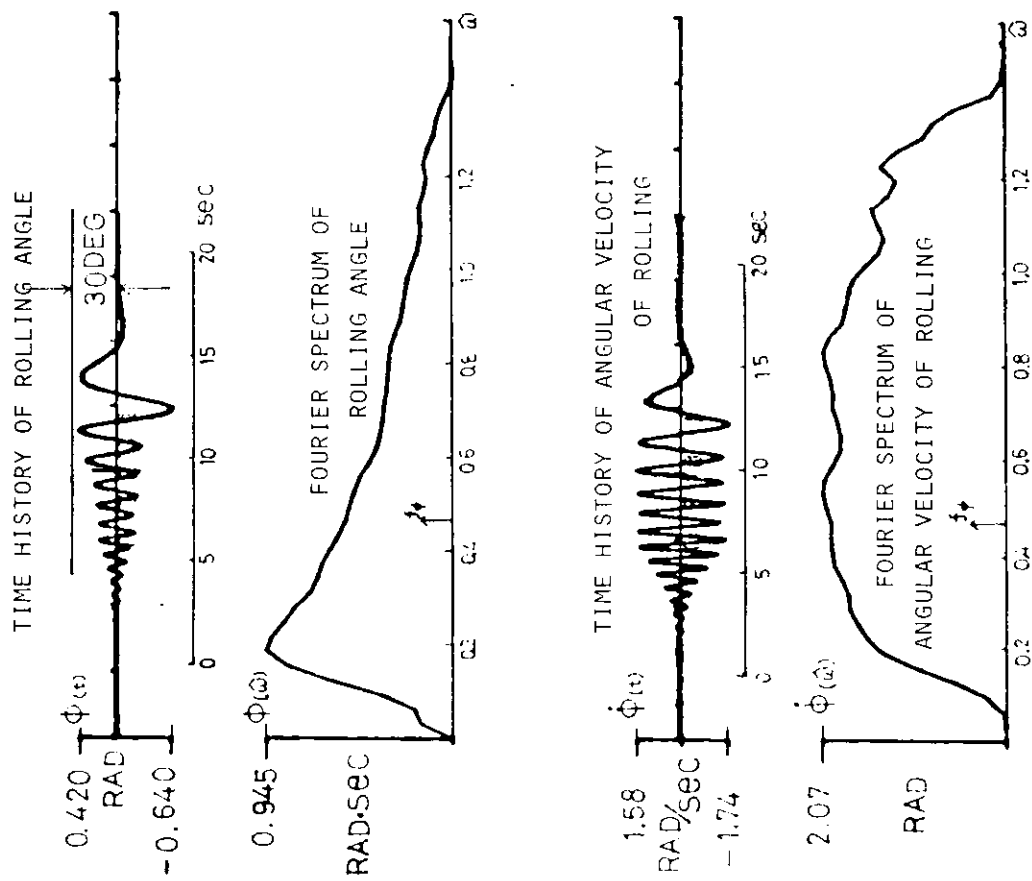 TIME HISTORY OF ROLLING ANGLE
0.420
RAD
-0.640
ϕ(t)
30DEG
0 5 10 15 20 sec
FOURIER SPECTRUM OF
ROLLING ANGLE
0.945
RAD·sec
ϕ(ω̂)
0.2 0.4 0.6 0.8 1.0 1.2 ω̂
TIME HISTORY OF ANGULAR VELOCITY
OF ROLLING
1.58
RAD/sec
-1.74
ϕ̇(t)
0 5 10 15 20 sec
FOURIER SPECTRUM OF
ANGULAR VELOCITY OF ROLLING
2.07
RAD
ϕ̇(ω̂)
0.2 0.4 0.6 0.8 1.0 1.2 ω̂